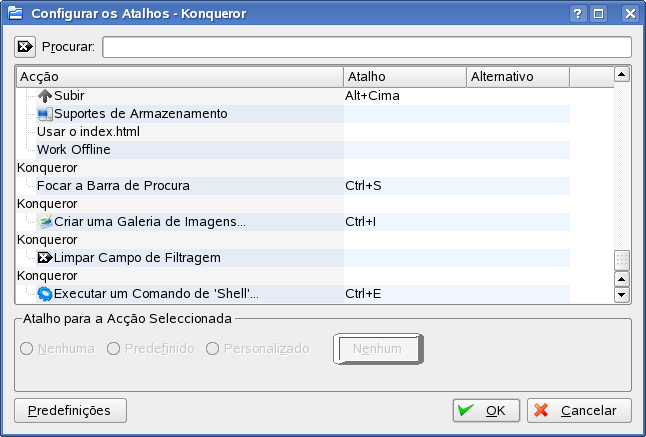 Configurar os Atalhos - Konqueror
Procurar:
Acção Atalho Alternativo
Subir Alt+Cima
Suportes de Armazenamento
Usar o index.html
Work Offline
Konqueror
Focar a Barra de Procura Ctrl+S
Konqueror
Criar uma Galeria de Imagens... Ctrl+I
Konqueror
Limpar Campo de Filtragem
Konqueror
Executar um Comando de 'Shell'... Ctrl+E
Atalho para a Acção Seleccionada
Nenhuma Predefinido Personalizado Nenhum
Predefinições OK Cancelar